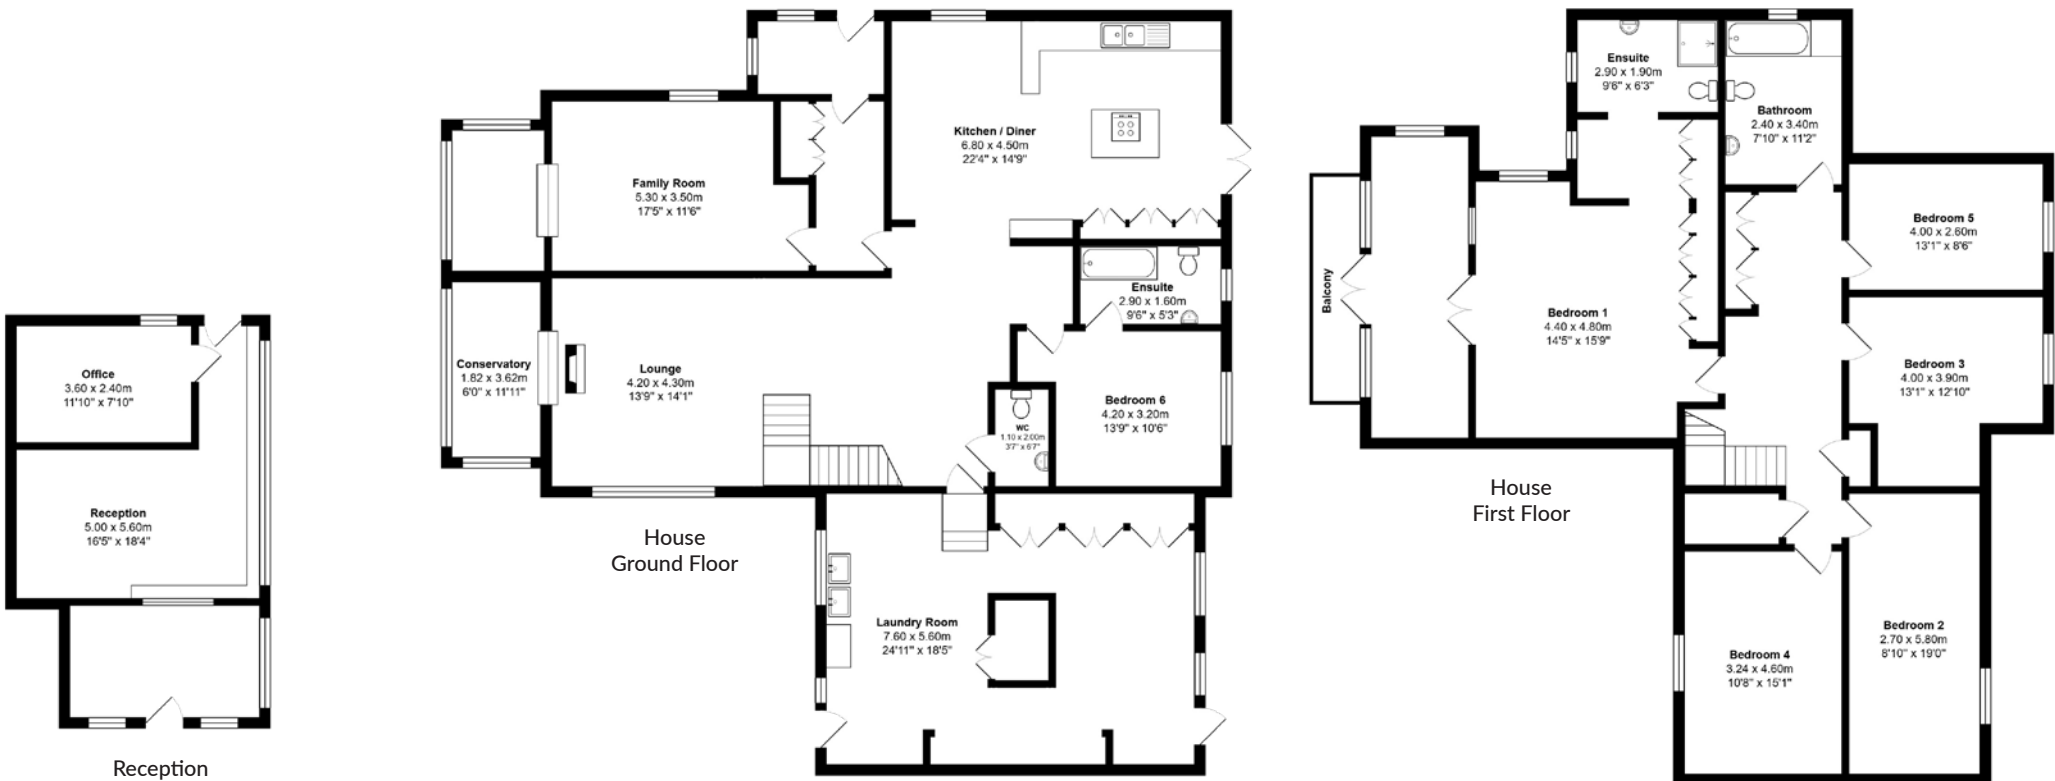 Office
3.60 x 2.40m
11'10" x 7'10"
Reception
5.00 x 5.60m
16'5" x 18'4"
Reception
Family Room
5.30 x 3.50m
17'5" x 11'6"
Kitchen / Diner
6.80 x 4.50m
22'4" x 14'9"
Ensuite
2.90 x 1.60m
9'6" x 5'3"
Conservatory
1.82 x 3.62m
6'0" x 11'11"
Lounge
4.20 x 4.30m
13'9" x 14'1"
Bedroom 6
4.20 x 3.20m
13'9" x 10'6"
WC
1.10 x 2.00m
3'7" x 6'7"
House
Ground Floor
Laundry Room
7.60 x 5.60m
24'11" x 18'5"
Ensuite
2.90 x 1.90m
9'6" x 6'3"
Bathroom
2.40 x 3.40m
7'10" x 11'2"
Bedroom 5
4.00 x 2.60m
13'1" x 8'6"
Balcony
Bedroom 1
4.40 x 4.80m
14'5" x 15'9"
Bedroom 3
4.00 x 3.90m
13'1" x 12'10"
House
First Floor
Bedroom 2
2.70 x 5.80m
8'10" x 19'0"
Bedroom 4
3.24 x 4.60m
10'8" x 15'1"